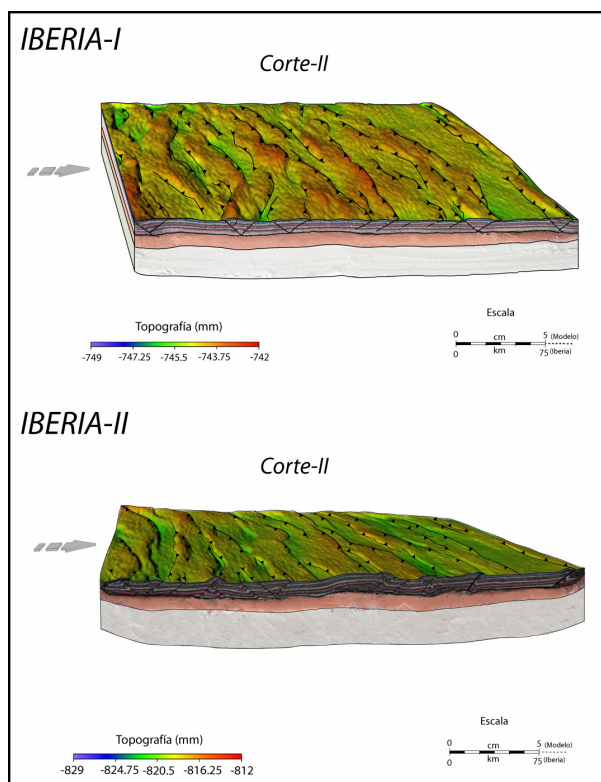 IBERIA-I
Corte-II
Topografía (mm)
-749 -747.25 -745.5 -743.75 -742
Escala
0 cm 5 (Modelo)
0 km 75 (Iberia)
IBERIA-II
Corte-II
Topografía (mm)
-829 -824.75 -820.5 -816.25 -812
Escala
0 cm 5 (Modelo)
0 km 75 (Iberia)